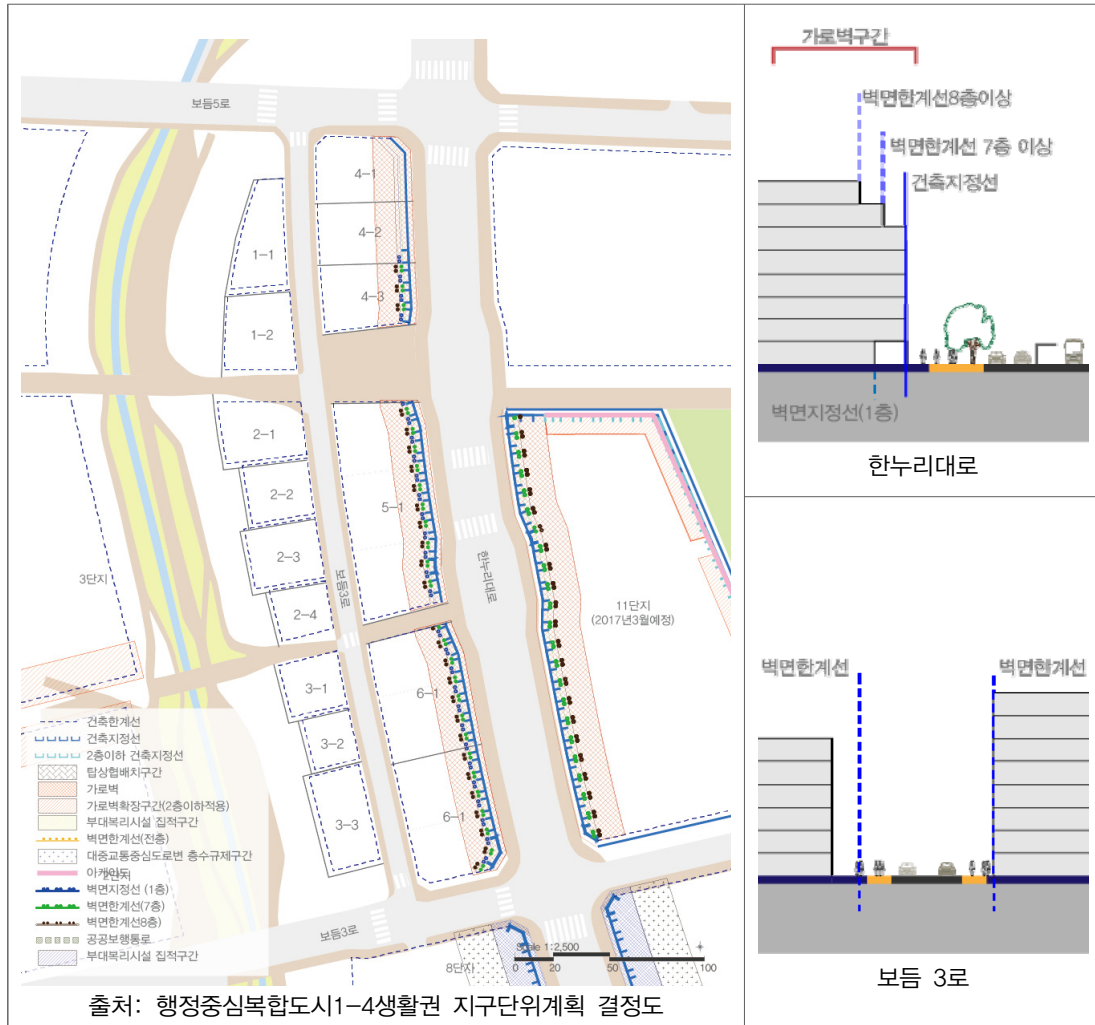 보듬5로
4-1
4-2
4-3
1-1
1-2
2-1
2-2
2-3
2-4
5-1
3단지
보듬3로
한누리대로
11단지
(2017년3월예정)
3-1
3-2
3-3
6-1
6-1
건축한계선
건축지정선
2층이하 건축지정선
탑상협배치구간
가로벽
가로벽확장구간(2층이하적용)
부대복리시설 집적구간
벽면한계선(전층)
대중교통중심도로변 층수규제구간
아케이드
벽면지정선 (1층)
벽면한계선(7층)
벽면한계선8층)
공공보행통로
부대복리시설 집적구간
보듬3로
8단지
Scale 1:2,500
0 20 50 100
출처: 행정중심복합도시1-4생활권 지구단위계획 결정도
가로벽구간
벽면한계선8층이상
벽면한계선 7층 이상
건축지정선
벽면지정선(1층)
한누리대로
벽면한계선
벽면한계선
보듬 3로